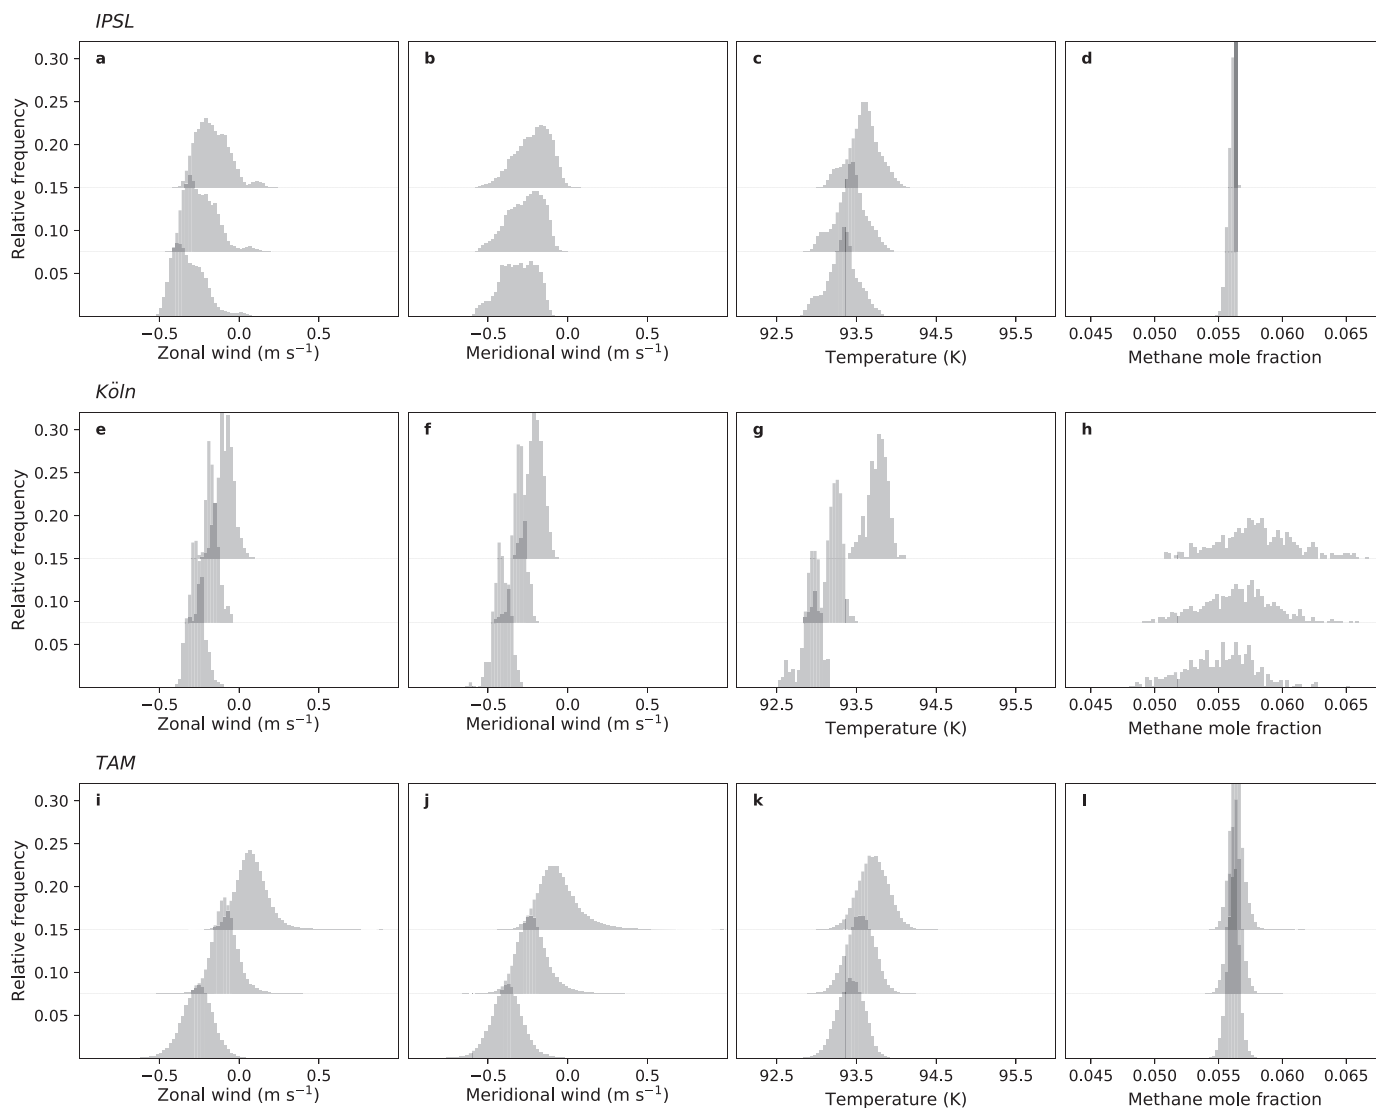 IPSL
a b c d
Relative frequency
0.30
0.25
0.20
0.15
0.10
0.05
−0.5 0.0 0.5 −0.5 0.0 0.5 92.5 93.5 94.5 95.5 0.045 0.050 0.055 0.060 0.065
Zonal wind (m s⁻¹) Meridional wind (m s⁻¹) Temperature (K) Methane mole fraction
Köln
e f g h
Relative frequency
0.30
0.25
0.20
0.15
0.10
0.05
−0.5 0.0 0.5 −0.5 0.0 0.5 92.5 93.5 94.5 95.5 0.045 0.050 0.055 0.060 0.065
Zonal wind (m s⁻¹) Meridional wind (m s⁻¹) Temperature (K) Methane mole fraction
TAM
i j k l
Relative frequency
0.30
0.25
0.20
0.15
0.10
0.05
−0.5 0.0 0.5 −0.5 0.0 0.5 92.5 93.5 94.5 95.5 0.045 0.050 0.055 0.060 0.065
Zonal wind (m s⁻¹) Meridional wind (m s⁻¹) Temperature (K) Methane mole fraction